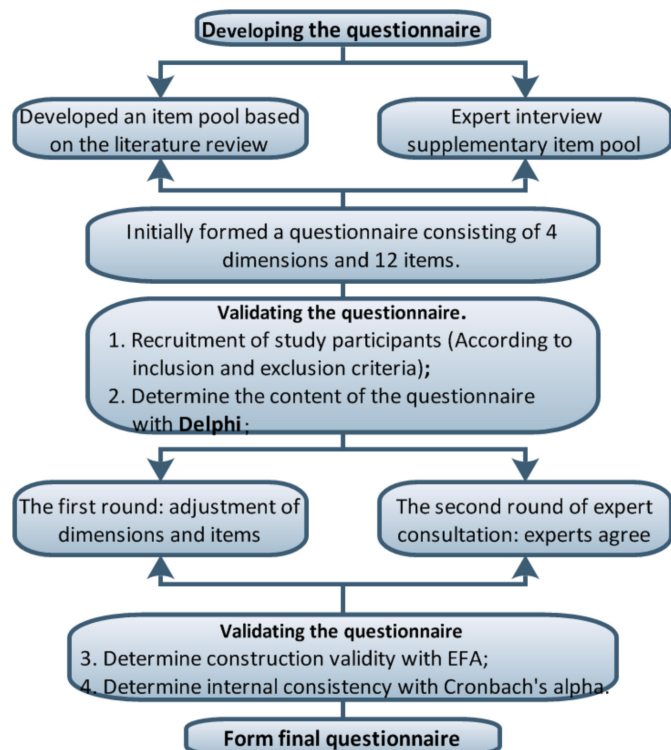 Developing the questionnaire
Developed an item pool based
on the literature review
Expert interview
supplementary item pool
Initially formed a questionnaire consisting of 4
dimensions and 12 items.
Validating the questionnaire.
1. Recruitment of study participants (According to
inclusion and exclusion criteria);
2. Determine the content of the questionnaire
with Delphi;
The first round: adjustment of
dimensions and items
The second round of expert
consultation: experts agree
Validating the questionnaire
3. Determine construction validity with EFA;
4. Determine internal consistency with Cronbach's alpha.
Form final questionnaire